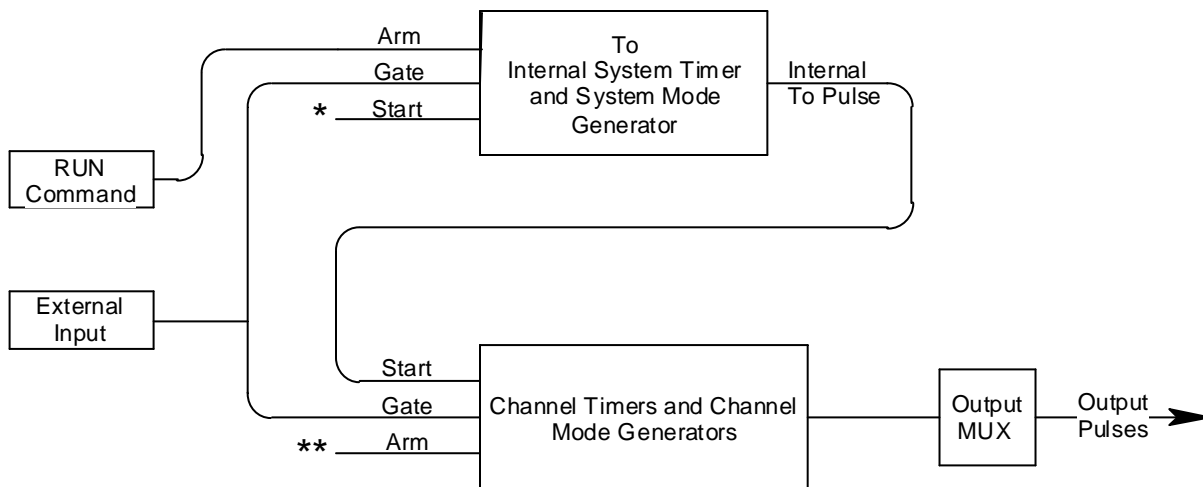 Arm
Gate
* Start
To
Internal System Timer
and System Mode
Generator
Internal
To Pulse
RUN
Command
External
Input
Start
Gate
** Arm
Channel Timers and Channel
Mode Generators
Output
MUX
Output
Pulses